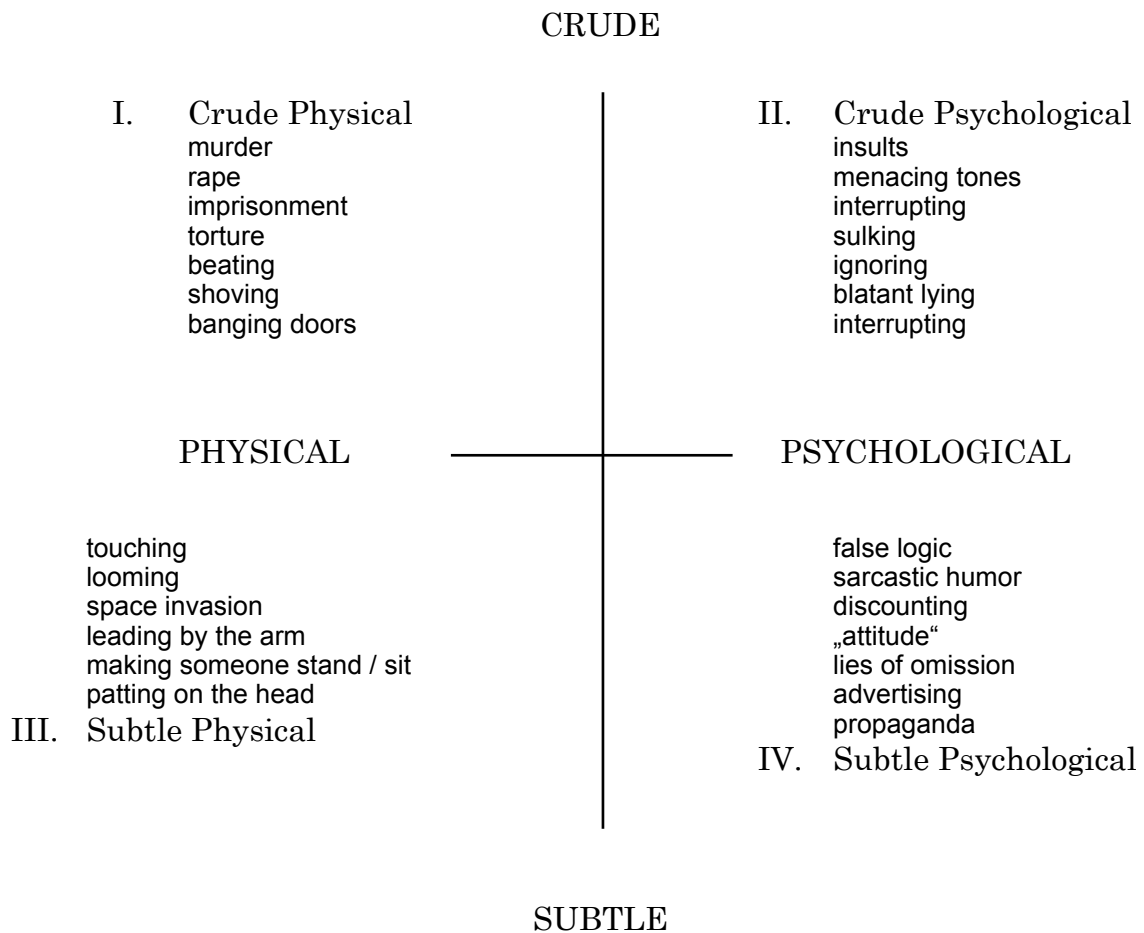 CRUDE
I. Crude Physical
murder
rape
imprisonment
torture
beating
shoving
banging doors
II. Crude Psychological
insults
menacing tones
interrupting
sulking
ignoring
blatant lying
interrupting
PHYSICAL
PSYCHOLOGICAL
touching
looming
space invasion
leading by the arm
making someone stand / sit
patting on the head
III. Subtle Physical
false logic
sarcastic humor
discounting
„attitude“
lies of omission
advertising
propaganda
IV. Subtle Psychological
SUBTLE